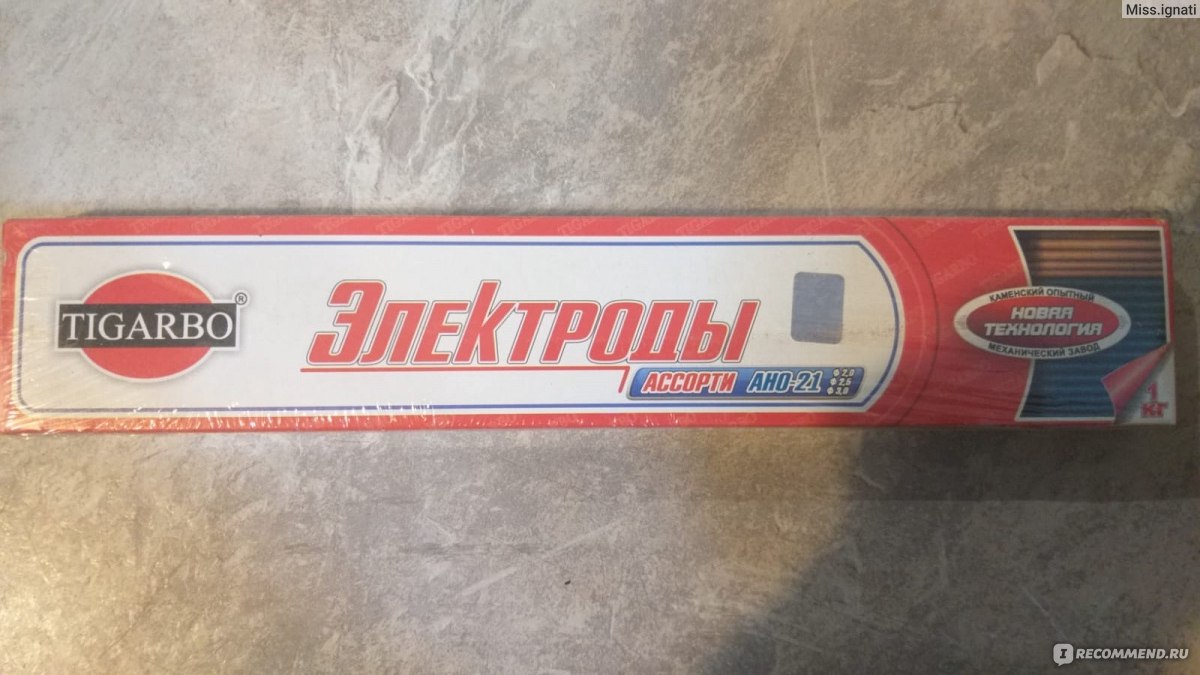 Miss.ignati
TIGARBO®
Электроды
АССОРТИ АНО-21
Ф 2,0
Ф 2,5
Ф 3,0
КАМЕНСКИЙ ОПЫТНЫЙ
НОВАЯ
ТЕХНОЛОГИЯ
МЕХАНИЧЕСКИЙ ЗАВОД
1
КГ
IRECOMMEND.RU